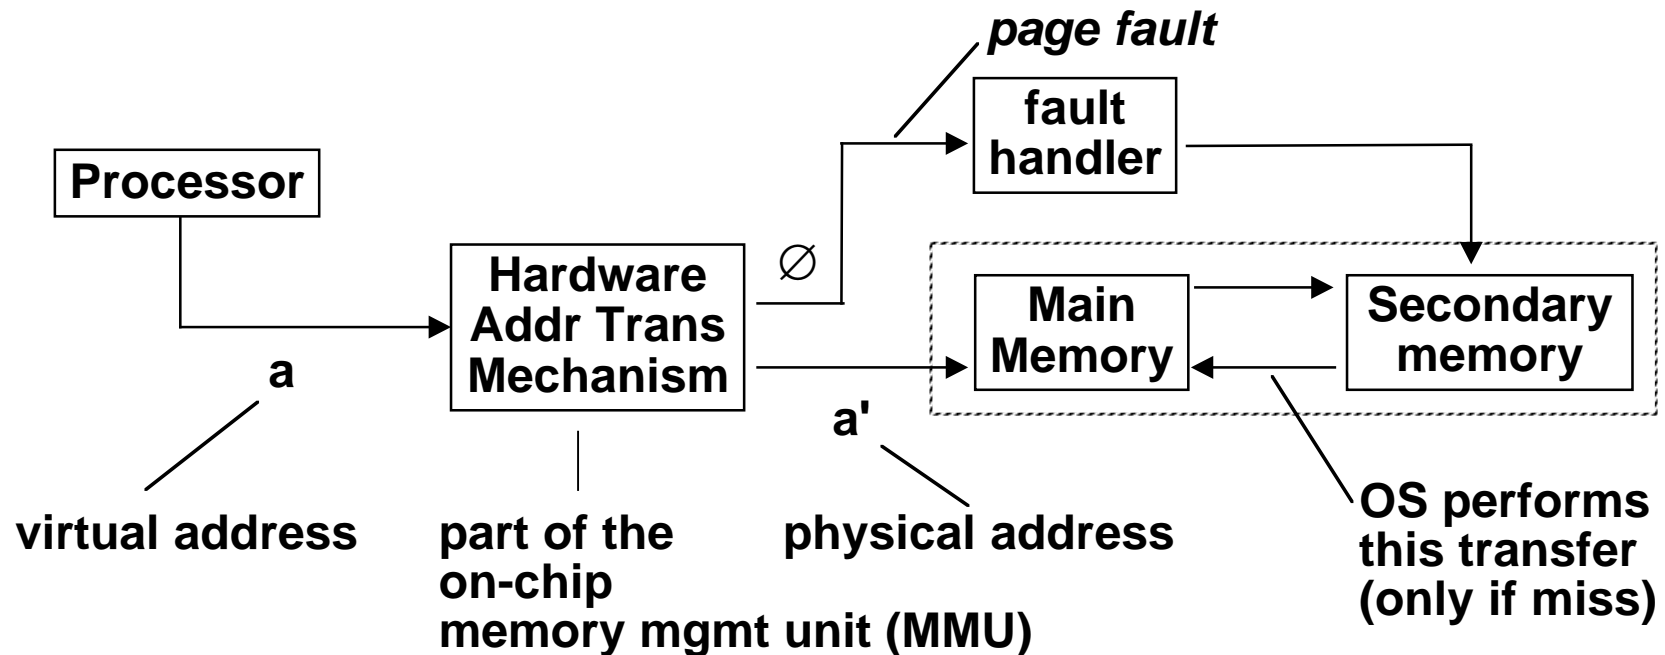 page fault
fault
handler
Processor
∅
Hardware
Addr Trans
Mechanism
Main
Memory
Secondary
memory
a
a'
virtual address
part of the
on-chip
memory mgmt unit (MMU)
physical address
OS performs
this transfer
(only if miss)